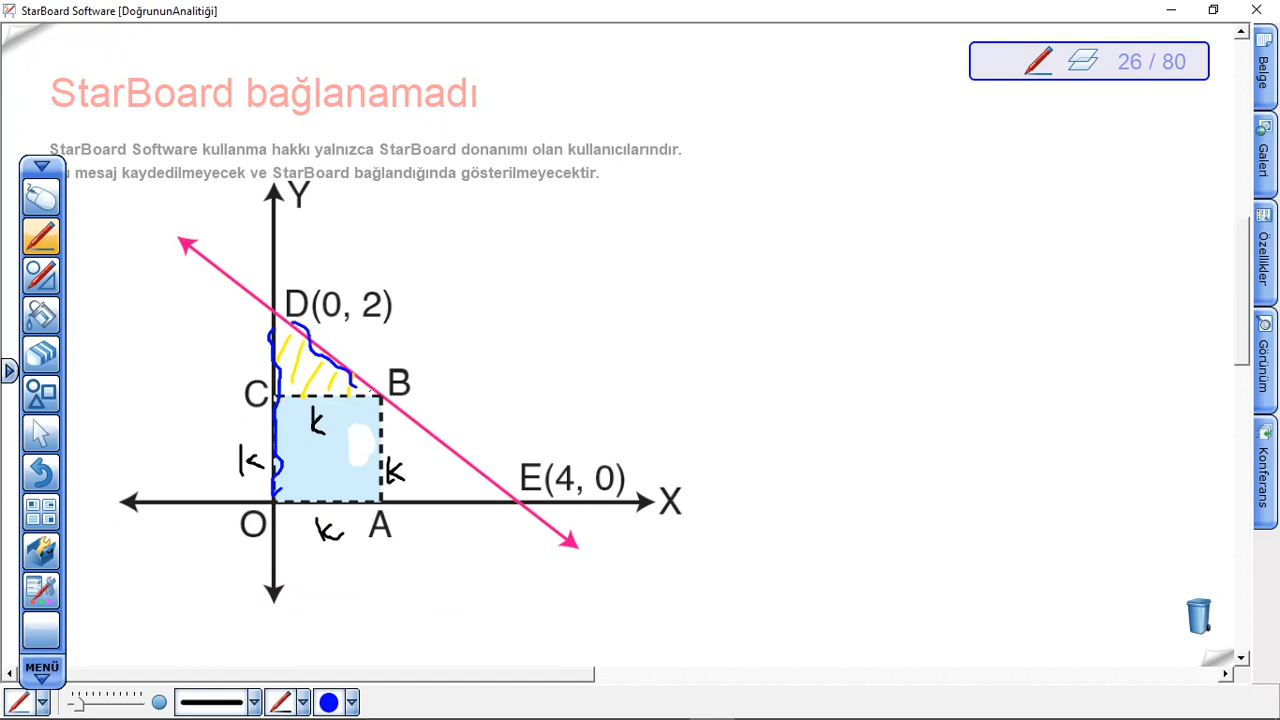 StarBoard Software [DoğrununAnalitiği]
26 / 80
StarBoard bağlanamadı
StarBoard Software kullanma hakkı yalnızca StarBoard donanımı olan kullanıcılarındır.
mesaj kaydedilmeyecek ve StarBoard bağlandığında gösterilmeyecektir.
Y
D(0, 2)
C
B
k
k
k
E(4, 0)
X
O
k
A
MENÜ
Belge
Galeri
Özellikler
Görünüm
Konferans